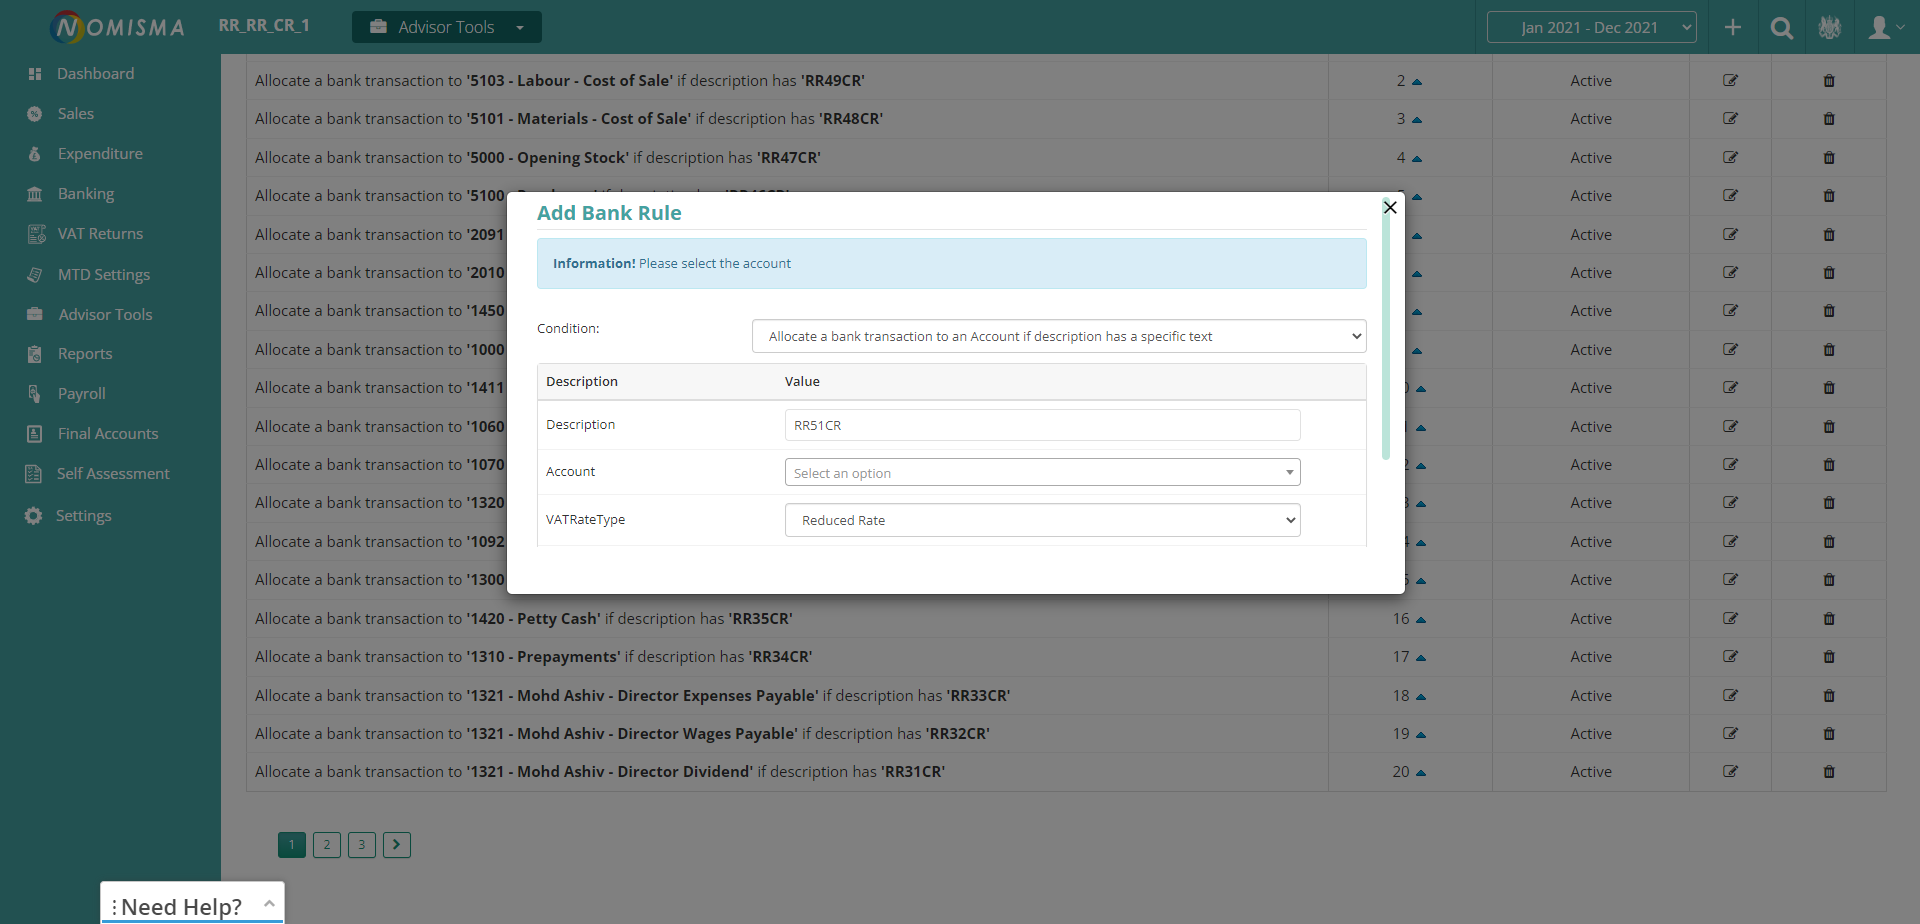 NOMISMA
RR_RR_CR_1
Advisor Tools
Jan 2021 - Dec 2021
Dashboard
Sales
Expenditure
Banking
VAT Returns
MTD Settings
Advisor Tools
Reports
Payroll
Final Accounts
Self Assessment
Settings
Allocate a bank transaction to '5103 - Labour - Cost of Sale' if description has 'RR49CR' 2 Active
Allocate a bank transaction to '5101 - Materials - Cost of Sale' if description has 'RR48CR' 3 Active
Allocate a bank transaction to '5000 - Opening Stock' if description has 'RR47CR' 4 Active
Allocate a bank transaction to '5100 Active
Allocate a bank transaction to '2091 Active
Allocate a bank transaction to '2010 Active
Allocate a bank transaction to '1450 Active
Allocate a bank transaction to '1000 Active
Allocate a bank transaction to '1411 Active
Allocate a bank transaction to '1060 Active
Allocate a bank transaction to '1070 Active
Allocate a bank transaction to '1320 Active
Allocate a bank transaction to '1092 Active
Allocate a bank transaction to '1300 Active
Allocate a bank transaction to '1420 - Petty Cash' if description has 'RR35CR' 16 Active
Allocate a bank transaction to '1310 - Prepayments' if description has 'RR34CR' 17 Active
Allocate a bank transaction to '1321 - Mohd Ashiv - Director Expenses Payable' if description has 'RR33CR' 18 Active
Allocate a bank transaction to '1321 - Mohd Ashiv - Director Wages Payable' if description has 'RR32CR' 19 Active
Allocate a bank transaction to '1321 - Mohd Ashiv - Director Dividend' if description has 'RR31CR' 20 Active
Add Bank Rule
Information! Please select the account
Condition: Allocate a bank transaction to an Account if description has a specific text
Description Value
Description RR51CR
Account Select an option
VATRateType Reduced Rate
1 2 3
Need Help?